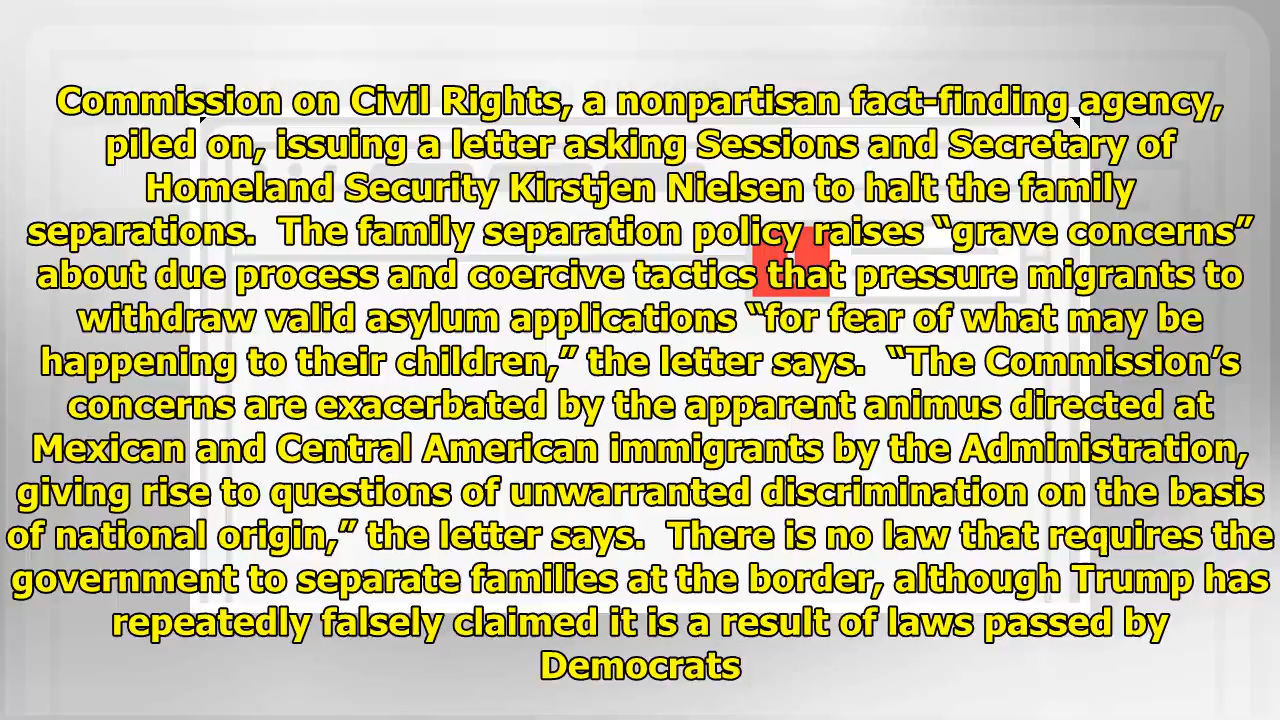 Commission on Civil Rights, a nonpartisan fact-finding agency,
piled on, issuing a letter asking Sessions and Secretary of
Homeland Security Kirstjen Nielsen to halt the family
separations.  The family separation policy raises “grave concerns”
about due process and coercive tactics that pressure migrants to
withdraw valid asylum applications “for fear of what may be
happening to their children,” the letter says.  “The Commission’s
concerns are exacerbated by the apparent animus directed at
Mexican and Central American immigrants by the Administration,
giving rise to questions of unwarranted discrimination on the basis
of national origin,” the letter says.  There is no law that requires the
government to separate families at the border, although Trump has
repeatedly falsely claimed it is a result of laws passed by
Democrats